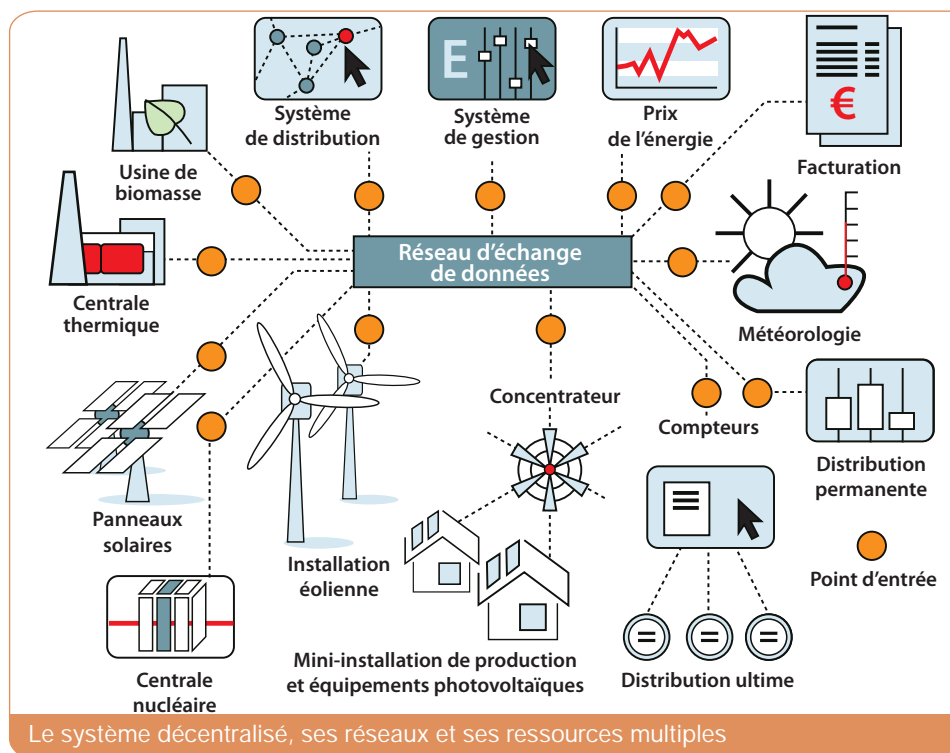 E
€
Système
de distribution
Système
de gestion
Prix
de l'énergie
Facturation
Usine de
biomasse
Réseau d'échange
de données
Centrale
thermique
Météorologie
Concentrateur
Compteurs
Distribution
permanente
Panneaux
solaires
Installation
éolienne
Point d'entrée
Mini-installation de production
et équipements photovoltaïques
Distribution ultime
Centrale
nucléaire
Le système décentralisé, ses réseaux et ses ressources multiples